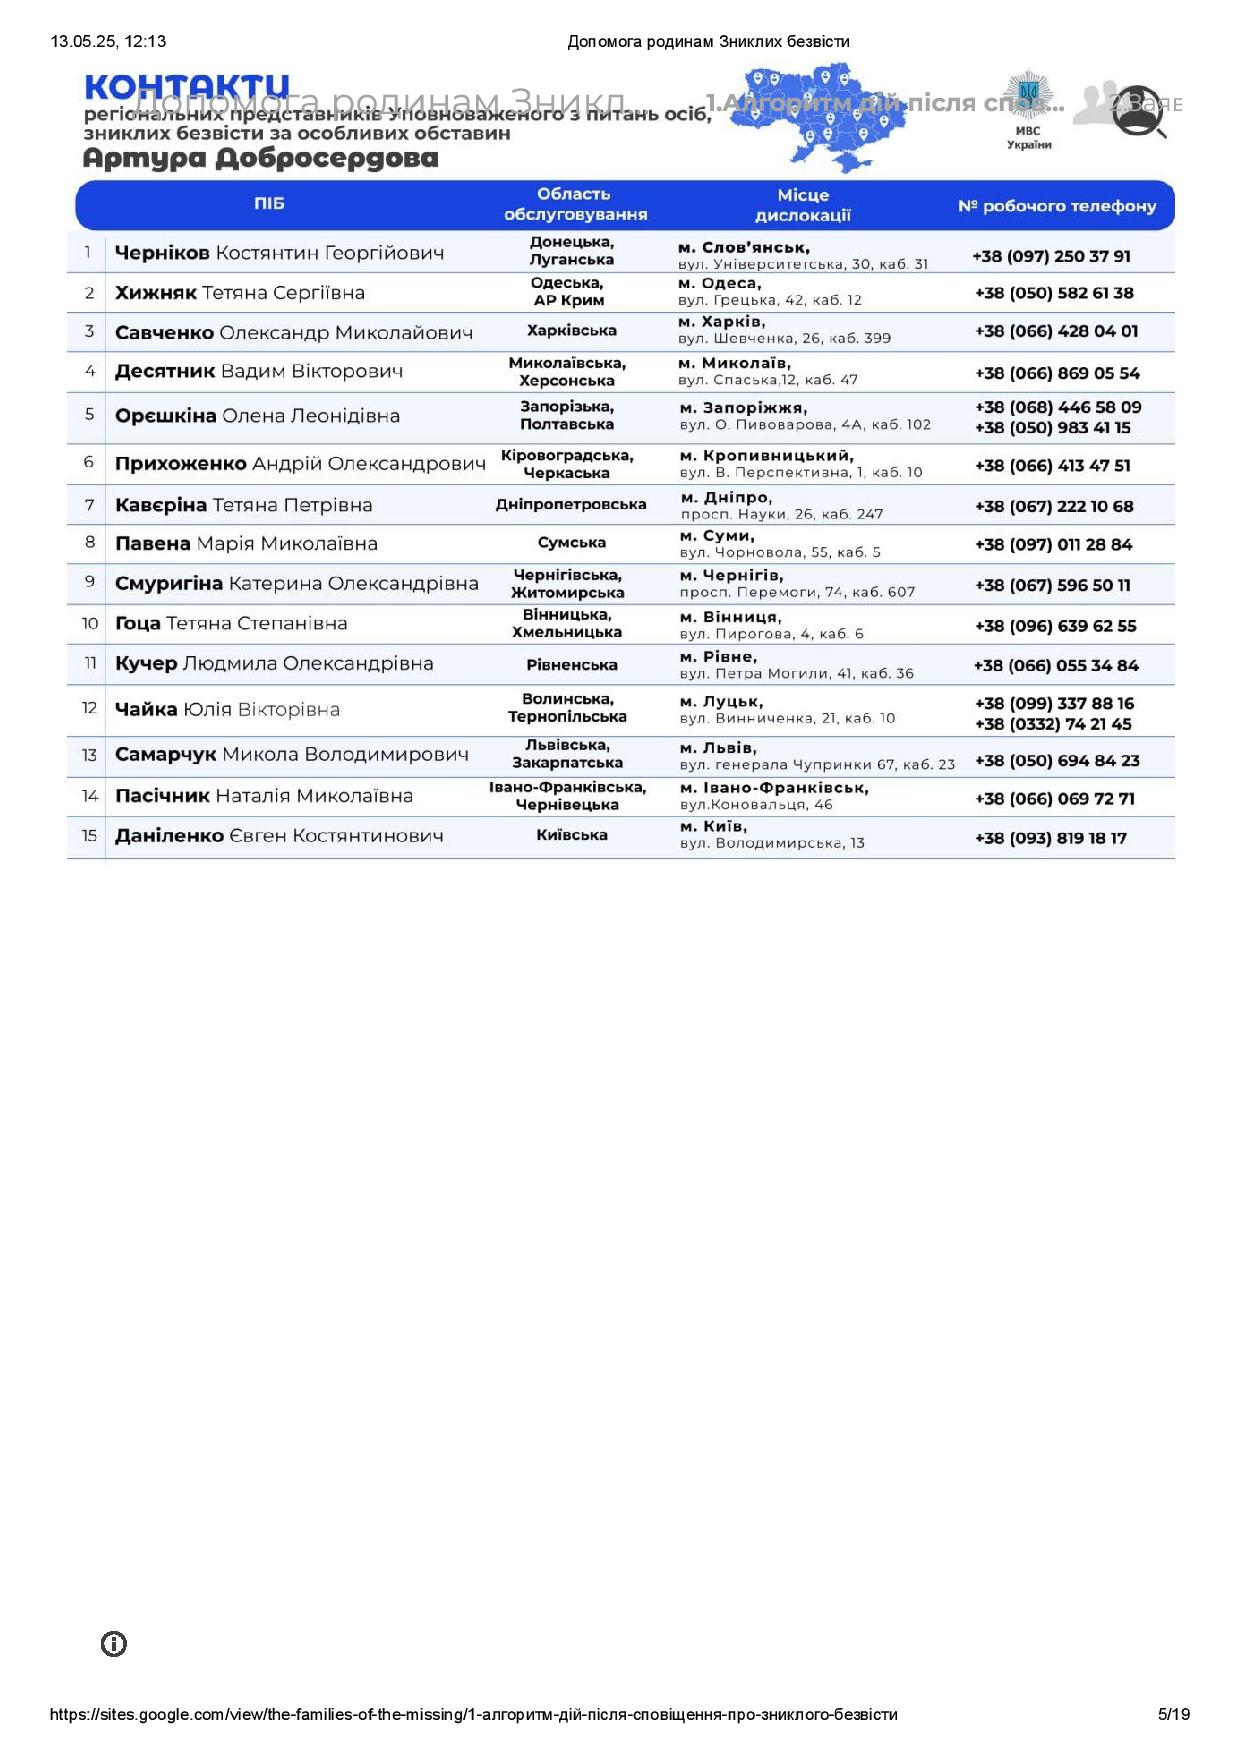 13.05.25, 12:13 Допомога родинам Зниклих безвісти
КОНТАКТИ
Допомога родинам Зникл... 1.Алгоритм дій після спов... 2.Заяв
регіональних представників Уповноваженого з питань осіб,
зниклих безвісти за особливих обставин
Артура Добросердова
МВС
України
ПІБ Область обслуговування Місце дислокації № робочого телефону
1 Черніков Костянтин Георгійович Донецька, Луганська м. Слов’янськ, вул. Університетська, 30, каб. 31 +38 (097) 250 37 91
2 Хижняк Тетяна Сергіївна Одеська, АР Крим м. Одеса, вул. Грецька, 42, каб. 12 +38 (050) 582 61 38
3 Савченко Олександр Миколайович Харківська м. Харків, вул. Шевченка, 26, каб. 399 +38 (066) 428 04 01
4 Десятник Вадим Вікторович Миколаївська, Херсонська м. Миколаїв, вул. Спаська,12, каб. 47 +38 (066) 869 05 54
5 Орєшкіна Олена Леонідівна Запорізька, Полтавська м. Запоріжжя, вул. О. Пивоварова, 4А, каб. 102 +38 (068) 446 58 09 +38 (050) 983 41 15
6 Прихоженко Андрій Олександрович Кіровоградська, Черкаська м. Кропивницький, вул. В. Перспективна, 1, каб. 10 +38 (066) 413 47 51
7 Кавєріна Тетяна Петрівна Дніпропетровська м. Дніпро, просп. Науки, 26, каб. 247 +38 (067) 222 10 68
8 Павена Марія Миколаївна Сумська м. Суми, вул. Чорновола, 55, каб. 5 +38 (097) 011 28 84
9 Смуригіна Катерина Олександрівна Чернігівська, Житомирська м. Чернігів, просп. Перемоги, 74, каб. 607 +38 (067) 596 50 11
10 Гоца Тетяна Степанівна Вінницька, Хмельницька м. Вінниця, вул. Пирогова, 4, каб. 6 +38 (096) 639 62 55
11 Кучер Людмила Олександрівна Рівненська м. Рівне, вул. Петра Могили, 41, каб. 36 +38 (066) 055 34 84
12 Чайка Юлія Вікторівна Волинська, Тернопільська м. Луцьк, вул. Винниченка, 21, каб. 10 +38 (099) 337 88 16 +38 (0332) 74 21 45
13 Самарчук Микола Володимирович Львівська, Закарпатська м. Львів, вул. генерала Чупринки 67, каб. 23 +38 (050) 694 84 23
14 Пасічник Наталія Миколаївна Івано-Франківська, Чернівецька м. Івано-Франківськ, вул.Коновальця, 46 +38 (066) 069 72 71
15 Даніленко Євген Костянтинович Київська м. Київ, вул. Володимирська, 13 +38 (093) 819 18 17
https://sites.google.com/view/the-families-of-the-missing/1-алгоритм-дій-після-сповіщення-про-зниклого-безвісти 5/19